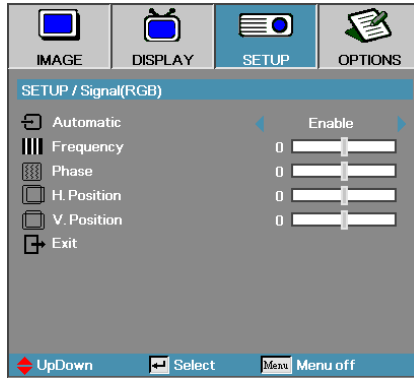 IMAGE DISPLAY SETUP OPTIONS
SETUP / Signal(RGB)
Automatic Enable
Frequency 0
Phase 0
H. Position 0
V. Position 0
Exit
UpDown Select Menu Menu off